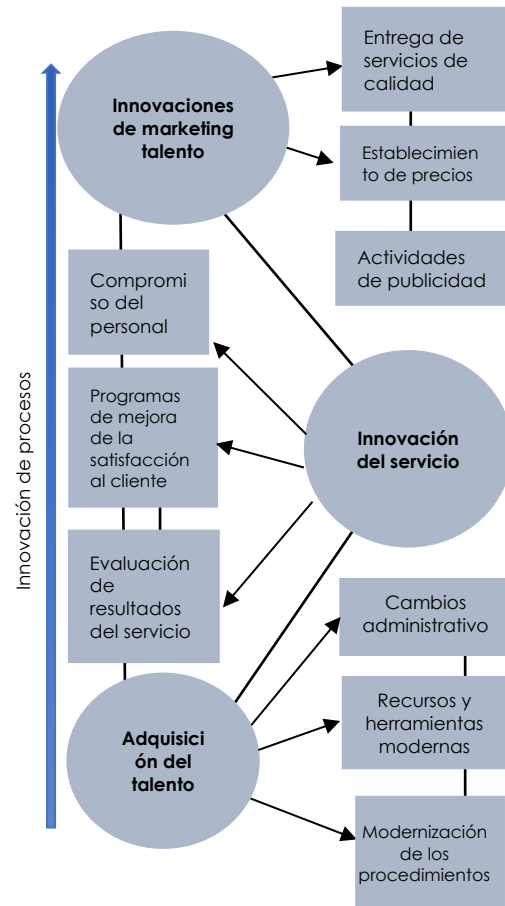 Innovaciones
de marketing
talento
Entrega de
servicios de
calidad
Establecimien
to de precios
Actividades
de publicidad
Compromi
so del
personal
Programas
de mejora
de la
satisfacción
al cliente
Evaluación
de
resultados
del servicio
Innovación
del servicio
Innovación de procesos
Cambios
administrativo
Recursos y
herramientas
modernas
Modernización
de los
procedimientos
Adquisici
ón del
talento